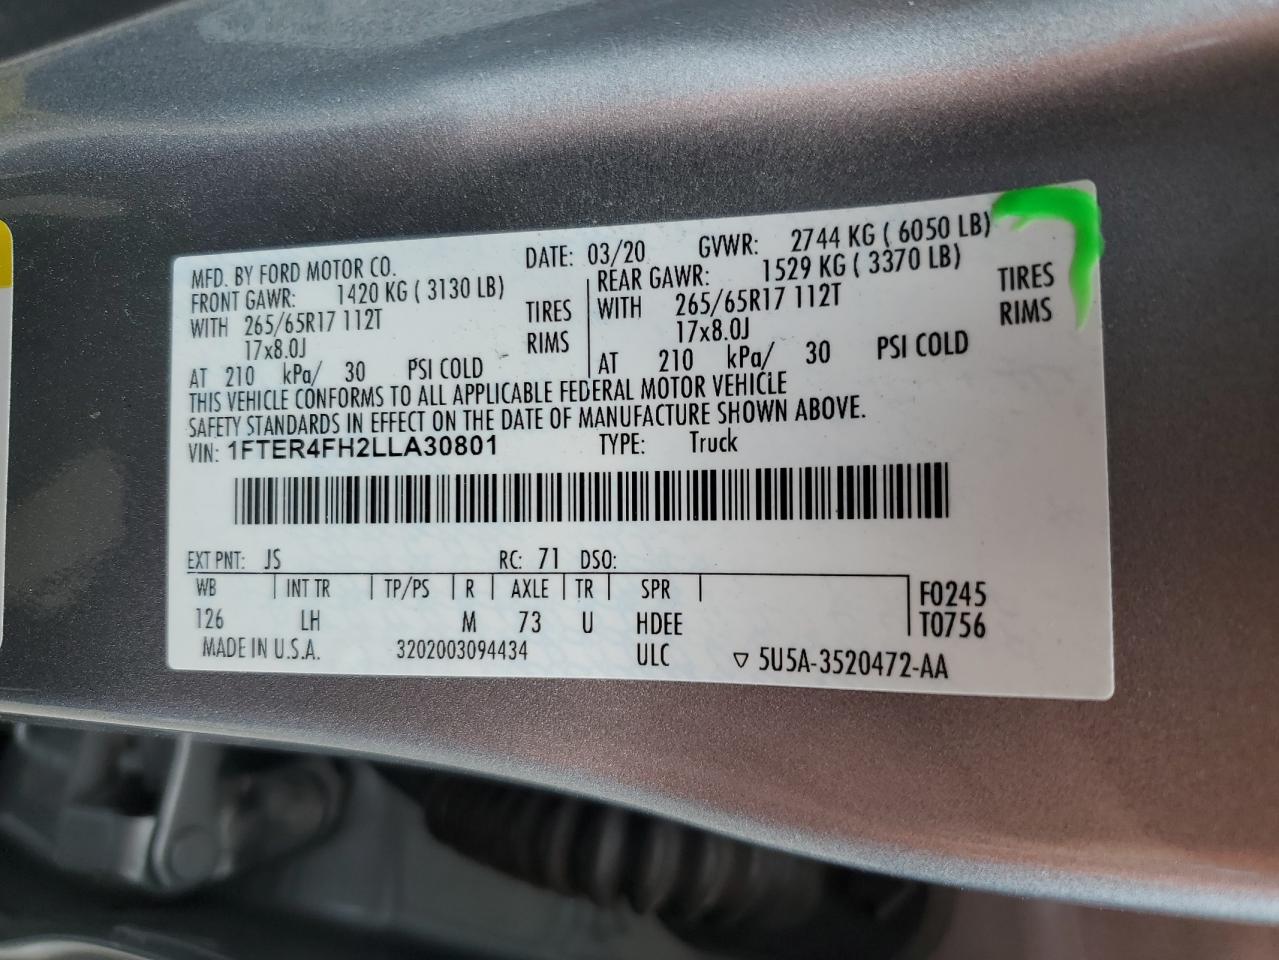 MFD. BY FORD MOTOR CO. DATE: 03/20 GVWR: 2744 KG ( 6050 LB)
FRONT GAWR: 1420 KG ( 3130 LB) REAR GAWR: 1529 KG ( 3370 LB)
WITH 265/65R17 112T TIRES WITH 265/65R17 112T TIRES
17x8.0J RIMS 17x8.0J RIMS
AT 210 kPa/ 30 PSI COLD AT 210 kPa/ 30 PSI COLD
THIS VEHICLE CONFORMS TO ALL APPLICABLE FEDERAL MOTOR VEHICLE
SAFETY STANDARDS IN EFFECT ON THE DATE OF MANUFACTURE SHOWN ABOVE.
VIN: 1FTER4FH2LLA30801 TYPE: Truck
EXT PNT: JS RC: 71 DSO:
WB INT TR TP/PS R AXLE TR SPR F0245
126 LH M 73 U HDEE T0756
MADE IN U.S.A. 3202003094434 ULC ▽ 5U5A-3520472-AA